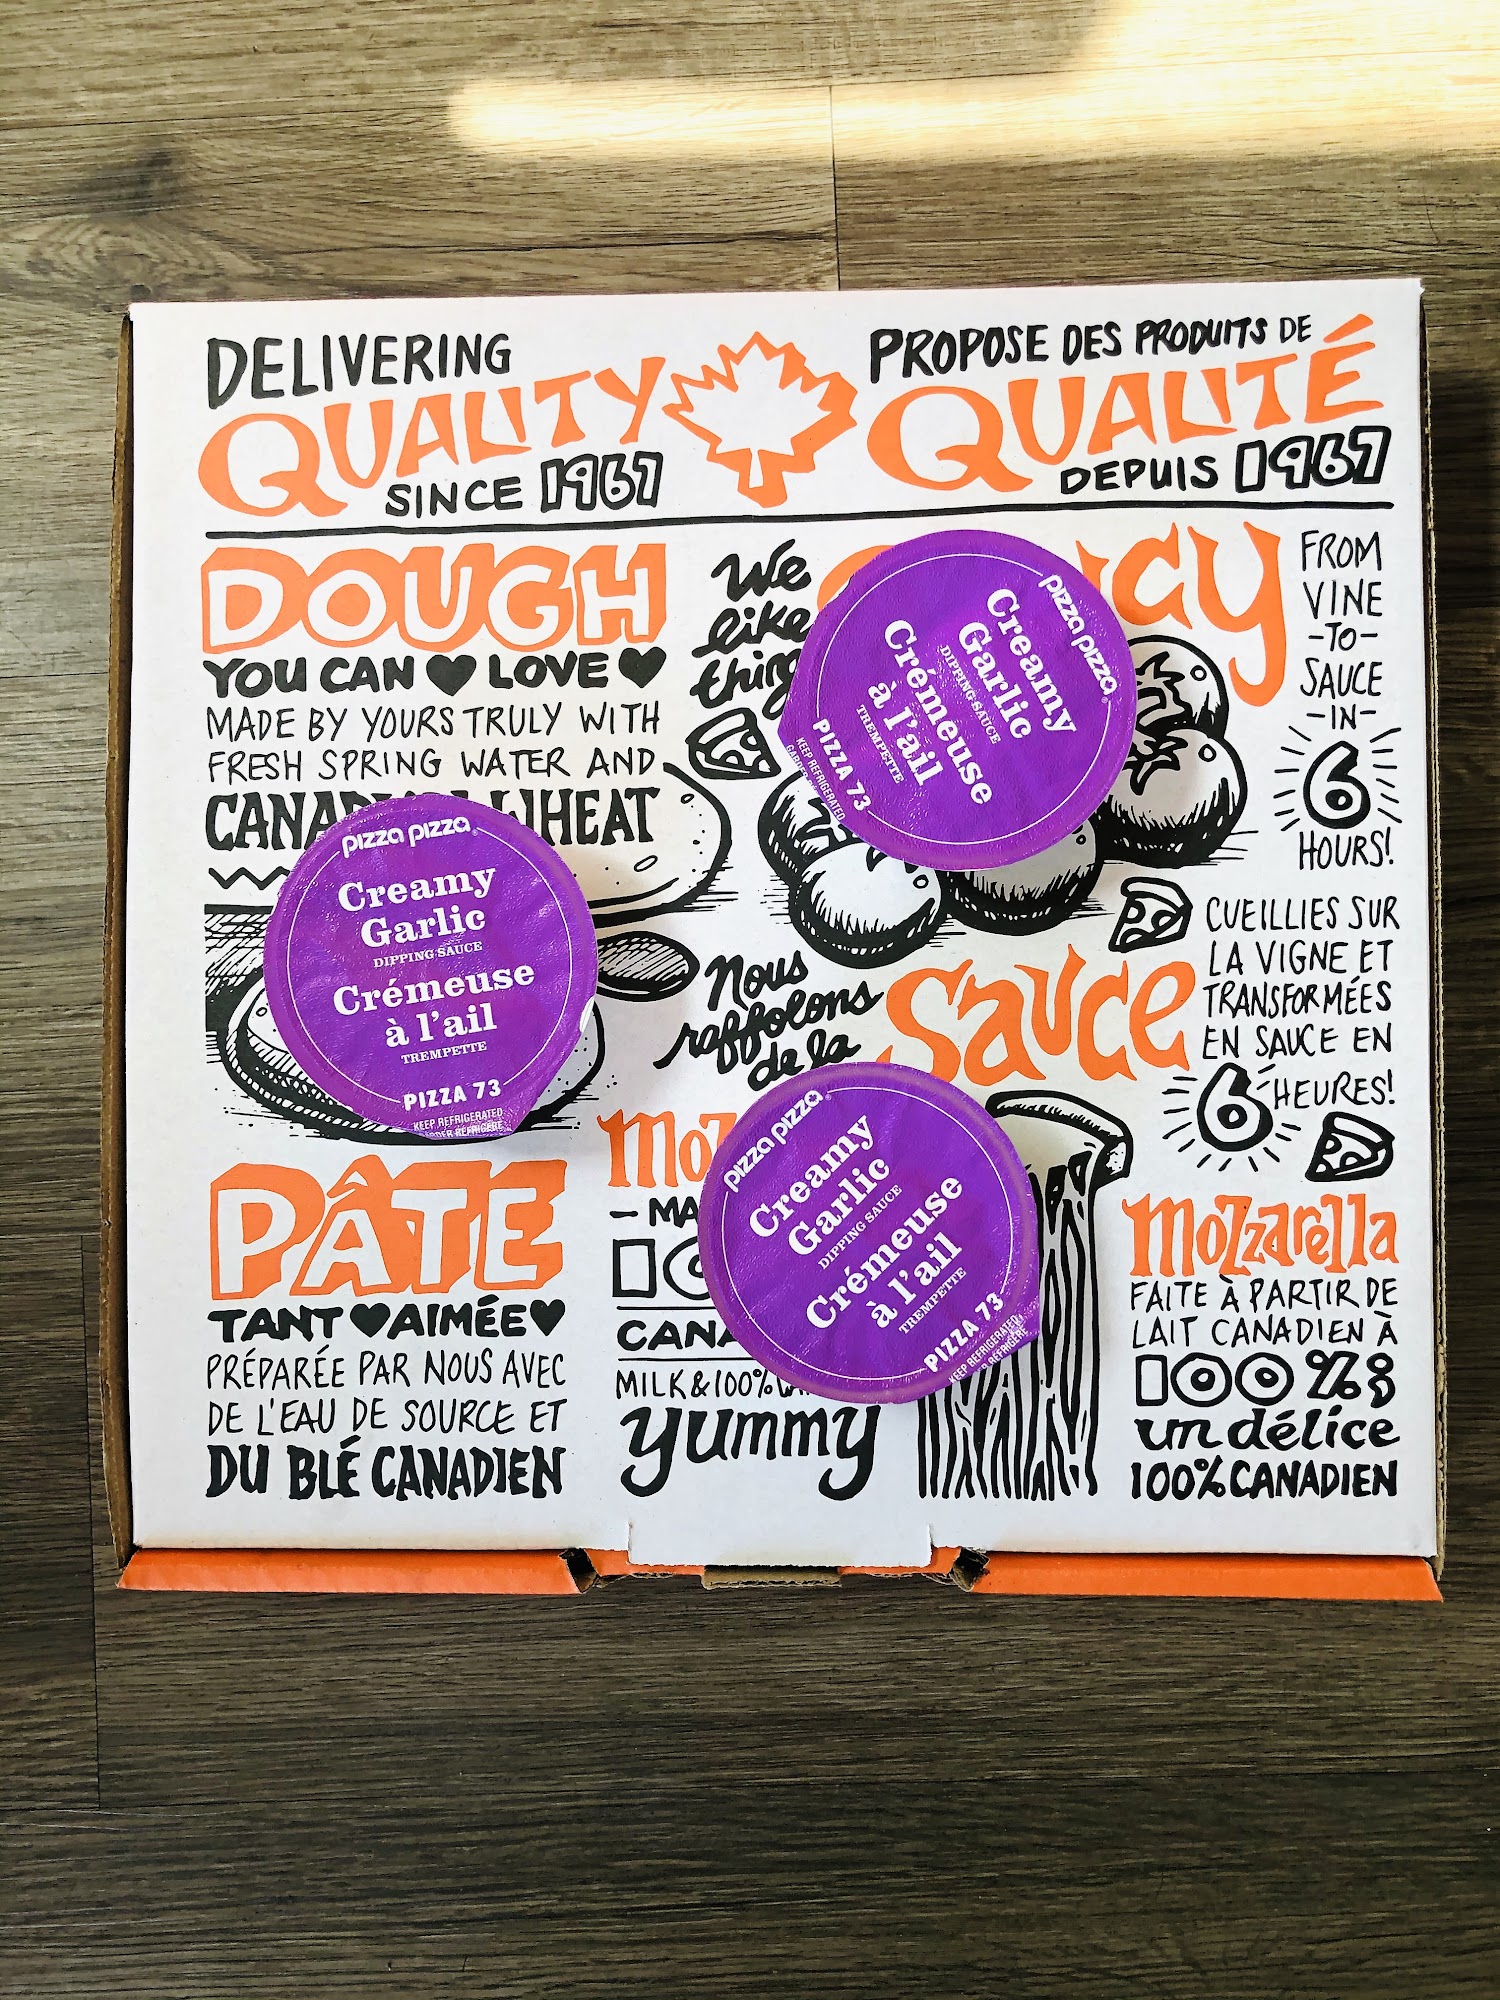 DELIVERING
QUALITY
SINCE 1967
PROPOSE DES PRODUITS DE
QUALITÉ
DEPUIS 1967
DOUGH
YOU CAN ♥ LOVE ♥
MADE BY YOURS TRULY WITH
FRESH SPRING WATER AND
WHEAT
PÂTE
TANT ♥ AIMÉE ♥
PRÉPARÉE PAR NOUS AVEC
DE L'EAU DE SOURCE ET
DU BLÉ CANADIEN
We
like
FROM
VINE
-TO-
SAUCE
-IN-
6
HOURS!
Nous
raffolons
de la
Sauce
CUEILLIES SUR
LA VIGNE ET
TRANSFORMÉES
EN SAUCE EN
6 HEURES!
MILK & 100%
yummy
Mozzarella
FAITE À PARTIR DE
LAIT CANADIEN À
100% &
un délice
100% CANADIEN
pizza pizza
Creamy
Garlic
DIPPING SAUCE
Crémeuse
à l'ail
TREMPETTE
PIZZA 73
KEEP REFRIGERATED
pizza pizza
Creamy
Garlic
DIPPING SAUCE
Crémeuse
à l'ail
TREMPETTE
PIZZA 73
KEEP REFRIGERATED
pizza pizza
Creamy
Garlic
DIPPING SAUCE
Crémeuse
à l'ail
TREMPETTE
PIZZA 73
KEEP REFRIGERATED